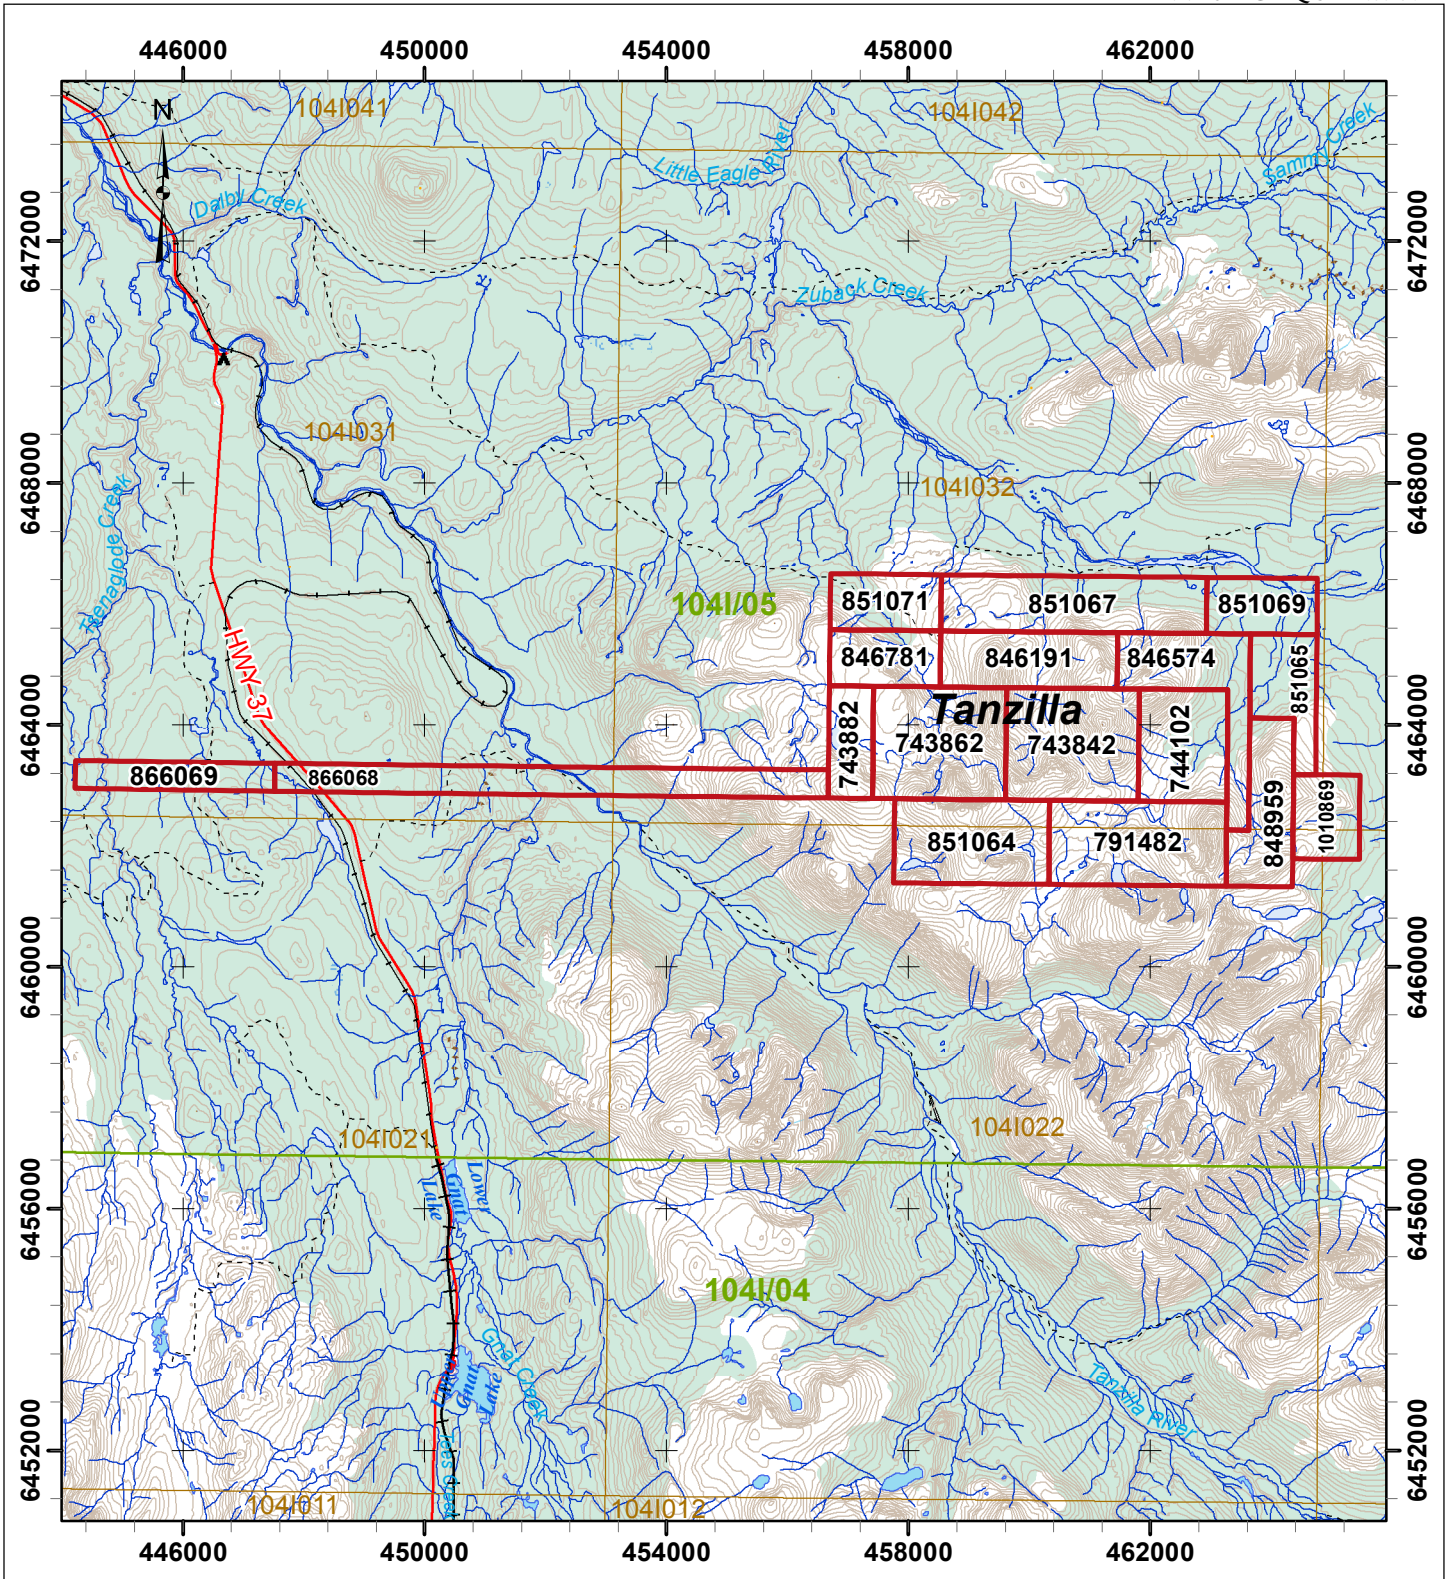 446000 450000 454000 458000 462000
N
104I041
104I042
Sammy Creek
Little Eagle River
Dalby Creek
6472000
6472000
Zuback Creek
104I031
6468000
104I032
6468000
Tsenaglode Creek
104I/05
851071
851067
851069
HWY-37
846781
846191
846574
851065
6464000
Tanzilla
6464000
743882
743862
743842
744102
866069
866068
848959
1010869
851064
791482
6460000
6460000
104I021
104I022
Lower
Gnat
Lake
6456000
6456000
104I/04
Gnat Creek
Gnat
Lake
Tanzilla River
6452000
6452000
104I011
104I012
446000 450000 454000 458000 462000